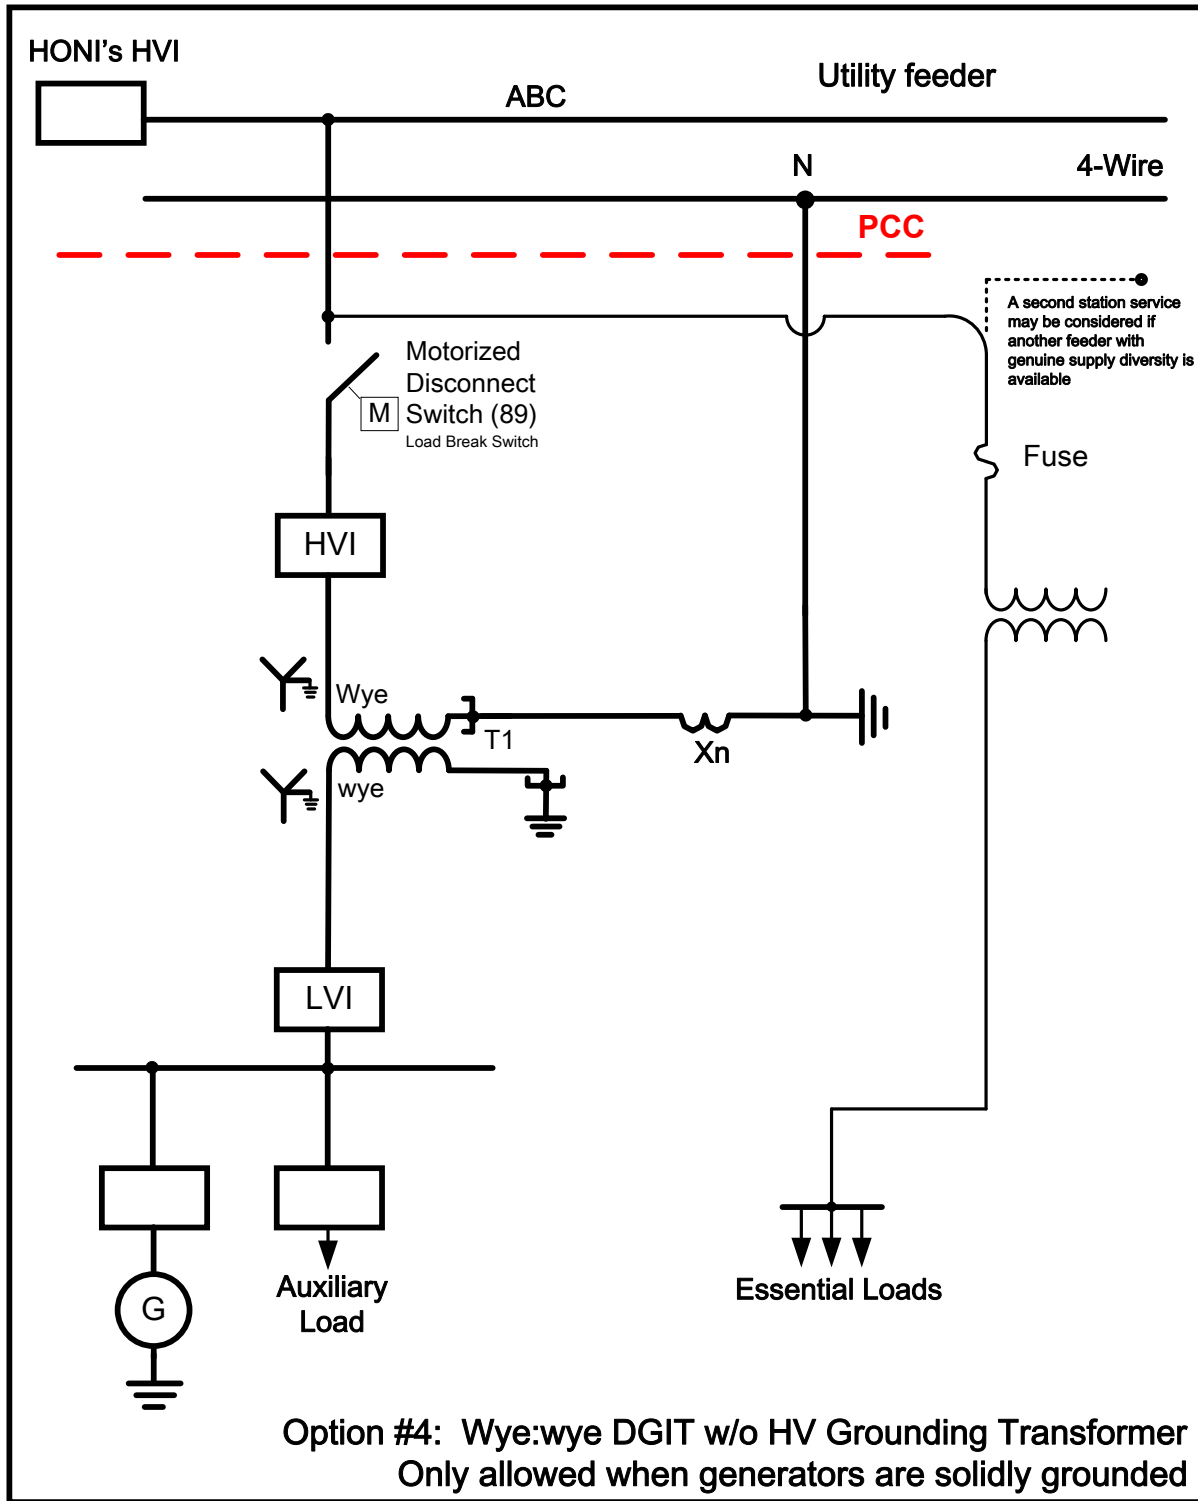 HONI's HVI
Utility feeder
ABC
N
4-Wire
PCC
A second station service
may be considered if
another feeder with
genuine supply diversity is
available
Motorized
Disconnect
Switch (89)
M
Load Break Switch
Fuse
HVI
Wye
T1
Xn
wye
LVI
G
Auxiliary
Load
Essential Loads
Option #4: Wye:wye DGIT w/o HV Grounding Transformer
Only allowed when generators are solidly grounded